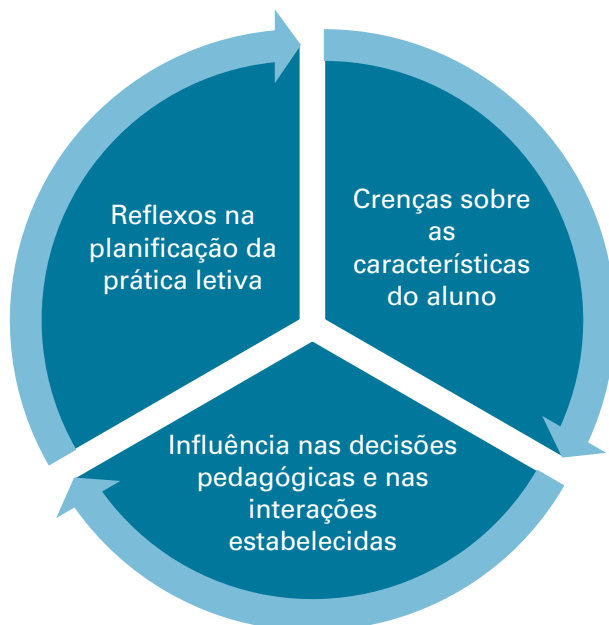 Reflexos na
planificação da
prática letiva
Crenças sobre
as
características
do aluno
Influência nas decisões
pedagógicas e nas
interações
estabelecidas